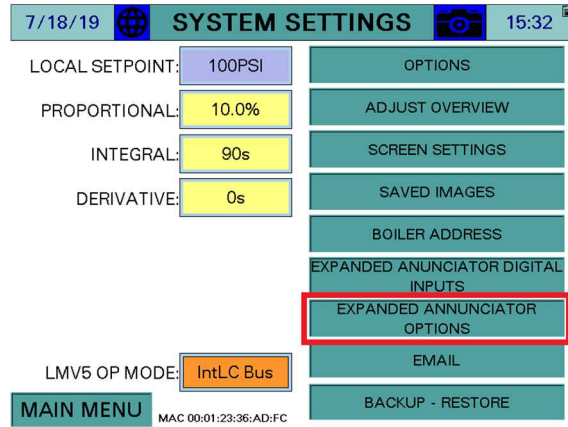 7/18/19 SYSTEM SETTINGS 15:32
LOCAL SETPOINT: 100PSI
PROPORTIONAL: 10.0%
INTEGRAL: 90s
DERIVATIVE: 0s
LMV5 OP MODE: IntLC Bus
MAIN MENU MAC 00:01:23:36:AD:FC
OPTIONS
ADJUST OVERVIEW
SCREEN SETTINGS
SAVED IMAGES
BOILER ADDRESS
EXPANDED ANUNCIATOR DIGITAL
INPUTS
EXPANDED ANNUNCIATOR
OPTIONS
EMAIL
BACKUP - RESTORE